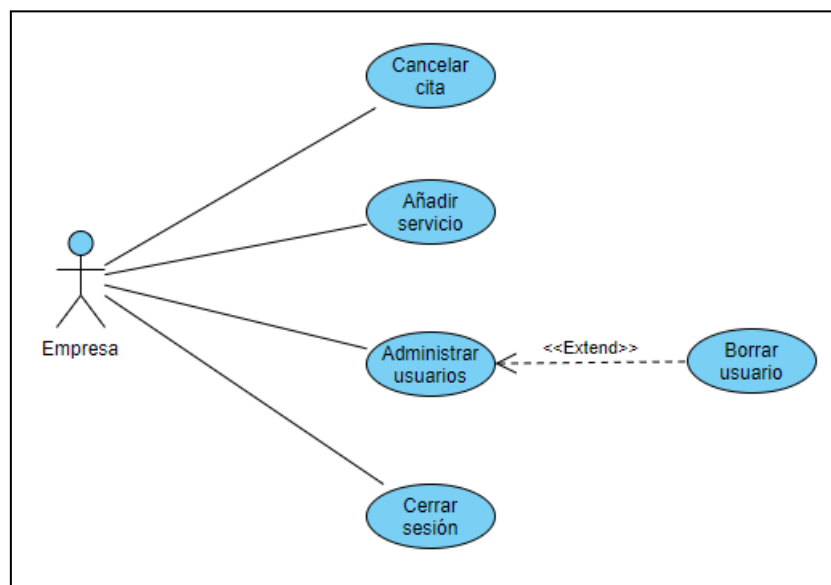 Cancelar
cita
Añadir
servicio
Empresa
Administrar
usuarios
<<Extend>>
Borrar
usuario
Cerrar
sesión